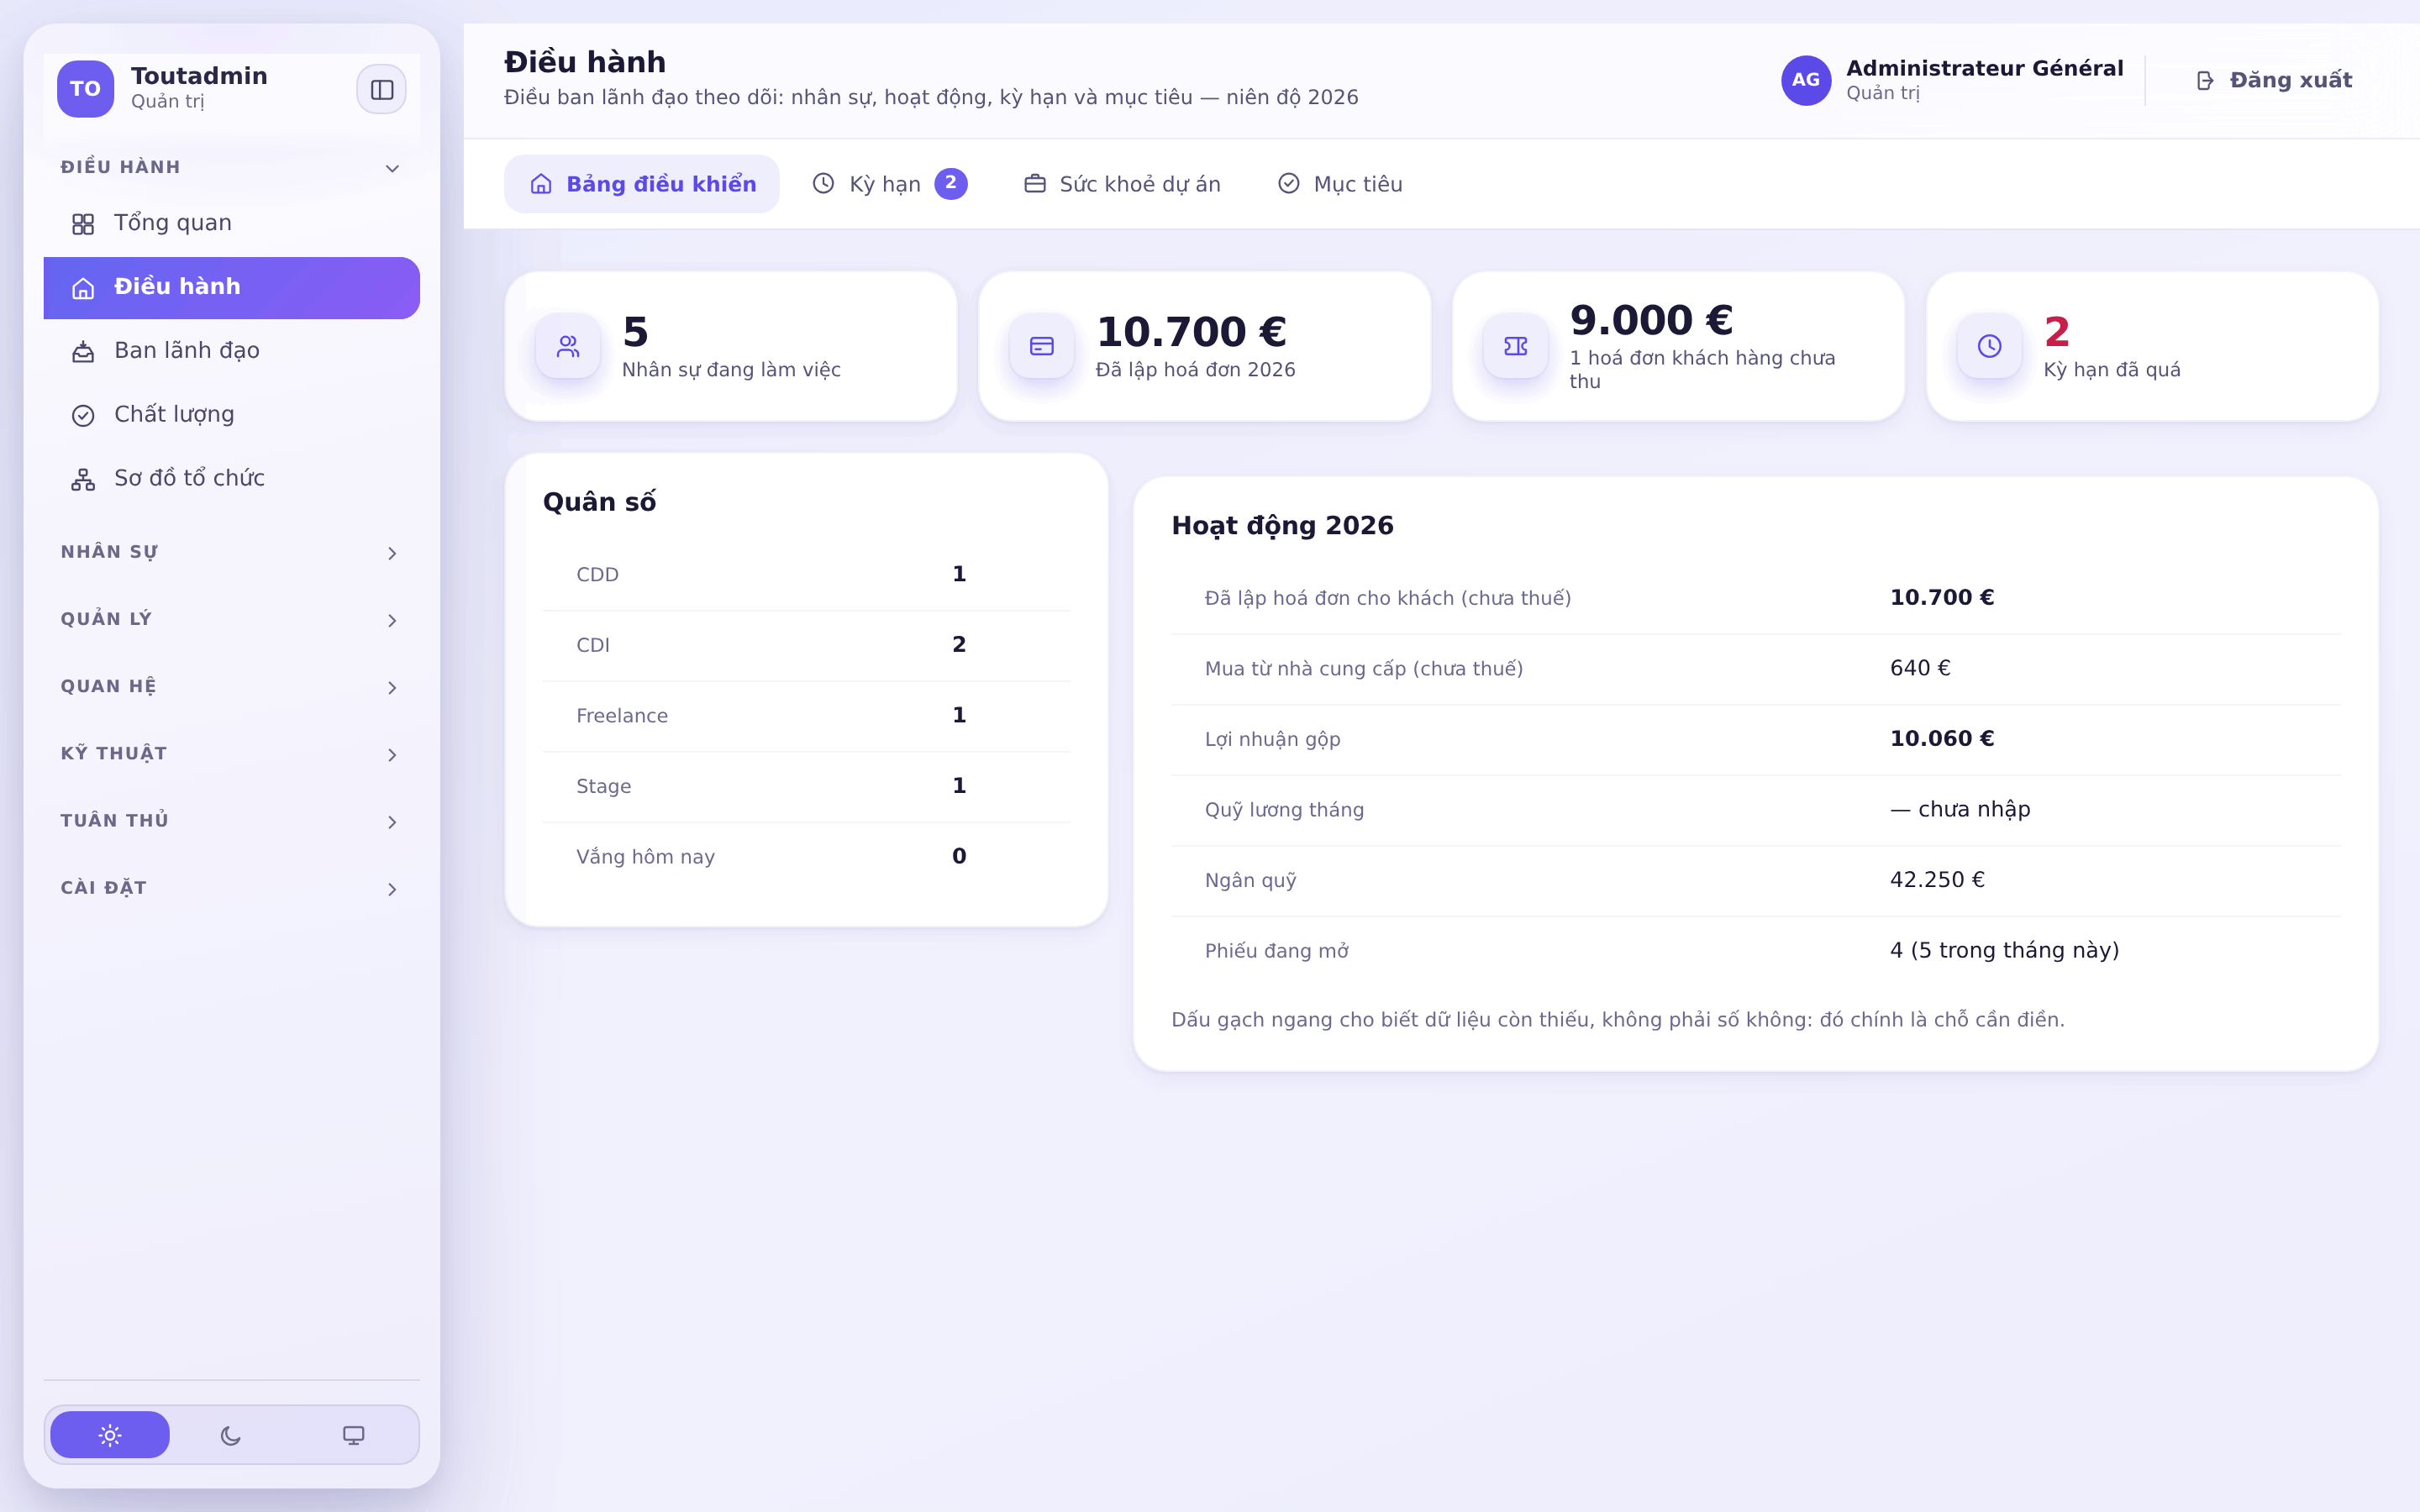 TO
Toutadmin
Quản trị
ĐIỀU HÀNH
Tổng quan
Điều hành
Ban lãnh đạo
Chất lượng
Sơ đồ tổ chức
NHÂN SỰ
QUẢN LÝ
QUAN HỆ
KỸ THUẬT
TUÂN THỦ
CÀI ĐẶT
Điều hành
Điều ban lãnh đạo theo dõi: nhân sự, hoạt động, kỳ hạn và mục tiêu — niên độ 2026
AG
Administrateur Général
Quản trị
Đăng xuất
Bảng điều khiển
Kỳ hạn 2
Sức khoẻ dự án
Mục tiêu
5
Nhân sự đang làm việc
10.700 €
Đã lập hoá đơn 2026
9.000 €
1 hoá đơn khách hàng chưa
thu
2
Kỳ hạn đã quá
Quân số
CDD 1
CDI 2
Freelance 1
Stage 1
Vắng hôm nay 0
Hoạt động 2026
Đã lập hoá đơn cho khách (chưa thuế) 10.700 €
Mua từ nhà cung cấp (chưa thuế) 640 €
Lợi nhuận gộp 10.060 €
Quỹ lương tháng — chưa nhập
Ngân quỹ 42.250 €
Phiếu đang mở 4 (5 trong tháng này)
Dấu gạch ngang cho biết dữ liệu còn thiếu, không phải số không: đó chính là chỗ cần điền.